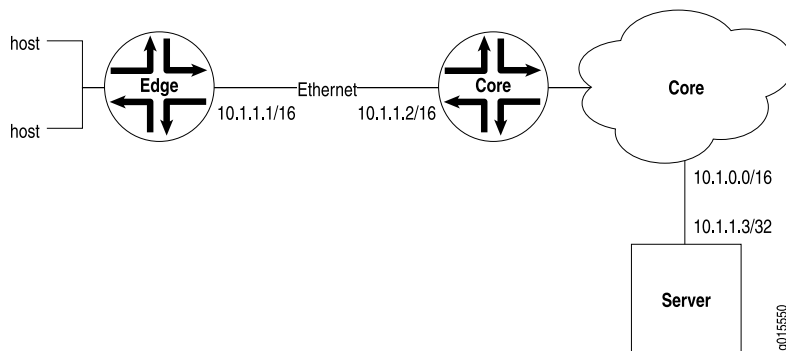 host
host
Edge
Ethernet
10.1.1.1/16
10.1.1.2/16
Core
Core
10.1.0.0/16
10.1.1.3/32
Server
g015550